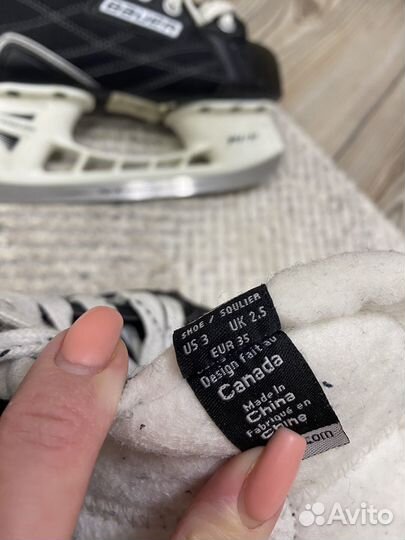 BAUER
SHOE / SOULIER
US 3 UK 2.5
EUR 35
Design fait au
Canada
Made in
China
Fabriqué en
Chine
.com
Avito